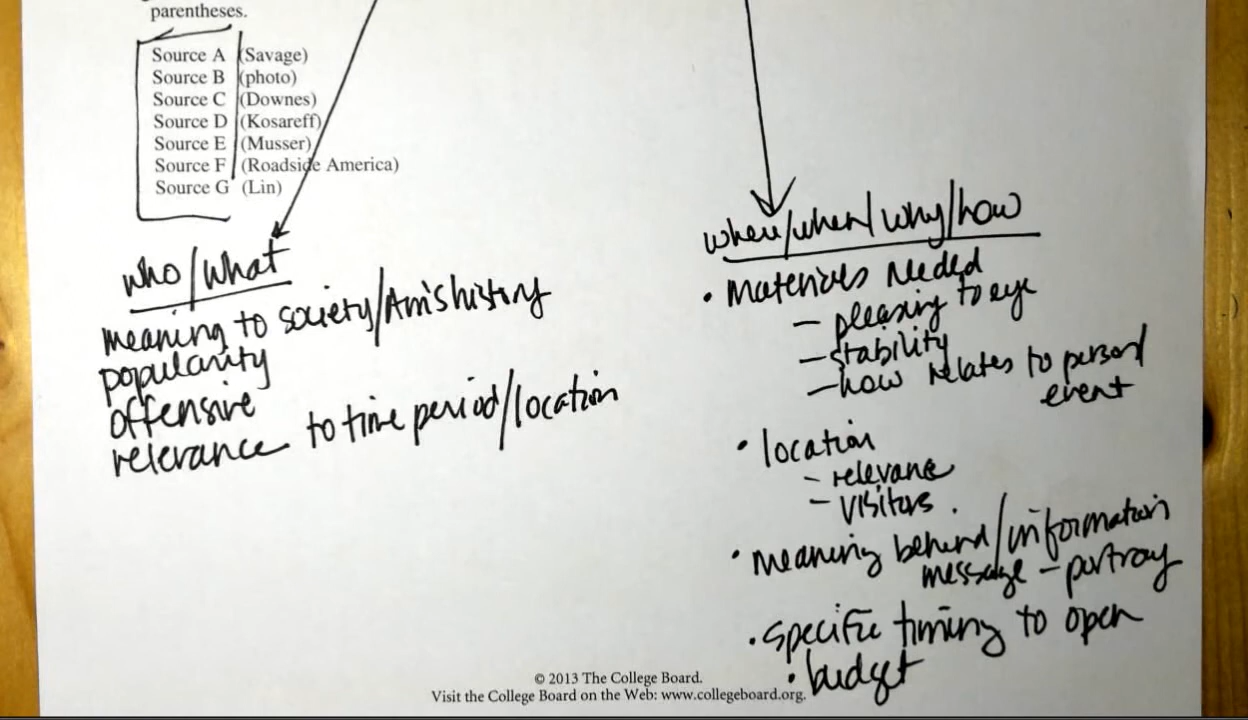 parentheses.
Source A (Savage)
Source B (photo)
Source C (Downes)
Source D (Kosareff)
Source E (Musser)
Source F (Roadside America)
Source G (Lin)
who/what
meaning to society/Am's history
popularity
offensive
relevance to time period/location
where/when/why/how
• Materials needed
– pleasing to eye
– stability
– how relates to person/
event
• location
– relevance
– visitors
• meaning behind/information
message – portray
• specific timing to open
• budget
© 2013 The College Board.
Visit the College Board on the Web: www.collegeboard.org.